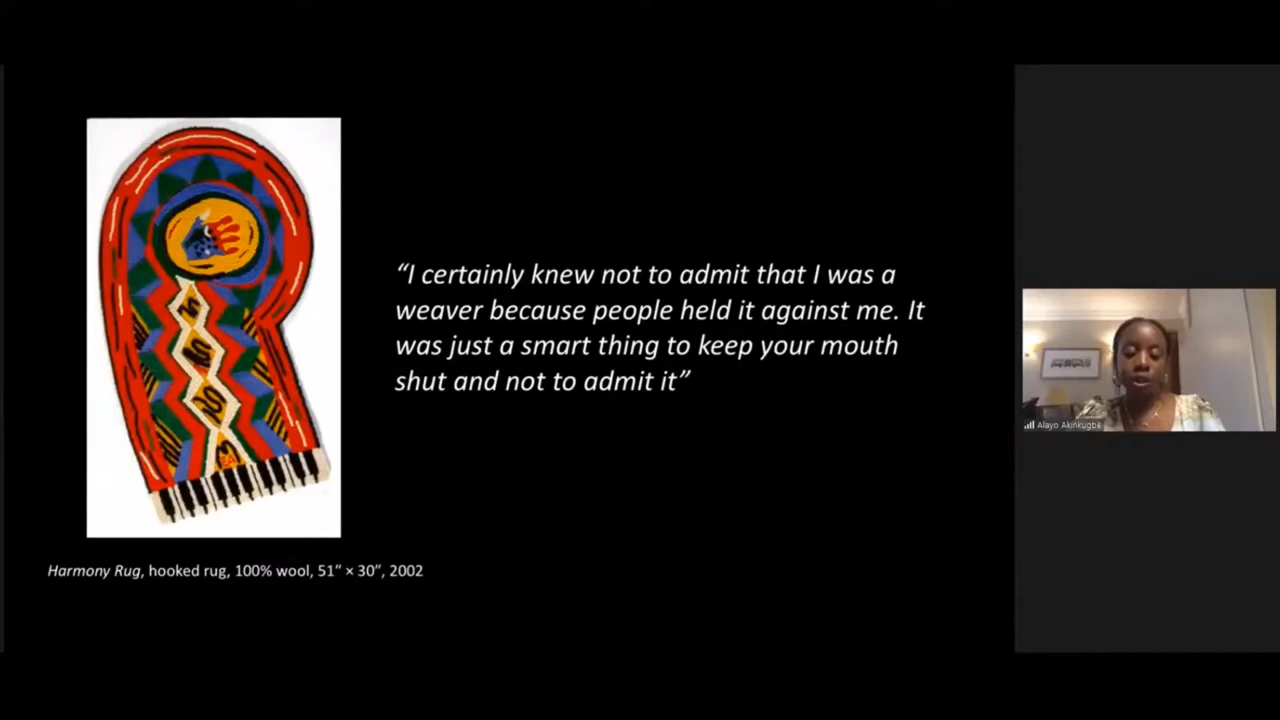 “I certainly knew not to admit that I was a
weaver because people held it against me. It
was just a smart thing to keep your mouth
shut and not to admit it”
Harmony Rug, hooked rug, 100% wool, 51” × 30”, 2002
Alayo Akinkugbe